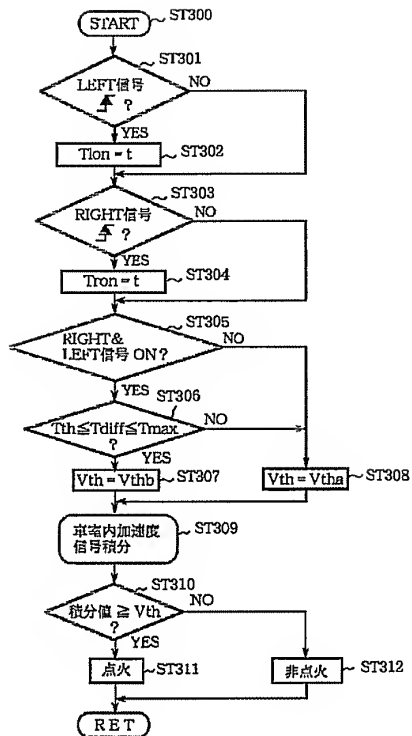 START
ST300
ST301
LEFT信号
?
NO
YES
Tlon = t
ST302
ST303
RIGHT信号
?
NO
YES
Tron = t
ST304
ST305
RIGHT&
LEFT信号 ON?
NO
YES
ST306
Tth≦Tdiff≦Tmax
?
NO
YES
Vth = Vthb
ST307
Vth = Vtha
ST308
車室内加速度
信号積分
ST309
ST310
積分値 ≧ Vth
?
NO
YES
点火
ST311
非点火
ST312
RET